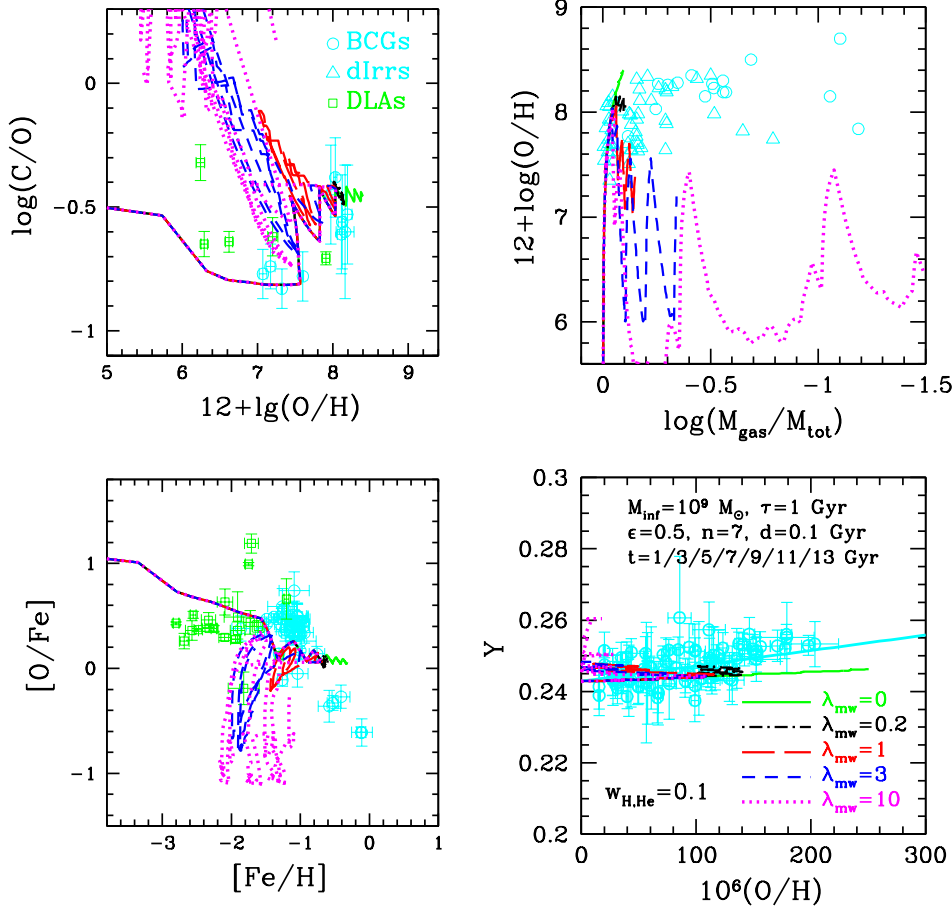 BCGs
dIrrs
DLAs
log(C/O)
0
−0.5
−1
5 6 7 8 9
12+lg(O/H)
12+log(O/H)
9
8
7
6
0 −0.5 −1 −1.5
log(M_gas/M_tot)
[O/Fe]
1
0
−1
−3 −2 −1 0 1
[Fe/H]
Y
0.3
0.28
0.26
0.24
0.22
0.2
M_inf=10⁹ M_⊙, τ=1 Gyr
ϵ=0.5, n=7, d=0.1 Gyr
t=1/3/5/7/9/11/13 Gyr
λ_mw=0
λ_mw=0.2
λ_mw=1
λ_mw=3
λ_mw=10
w_H,He=0.1
0 100 200 300
10⁶(O/H)